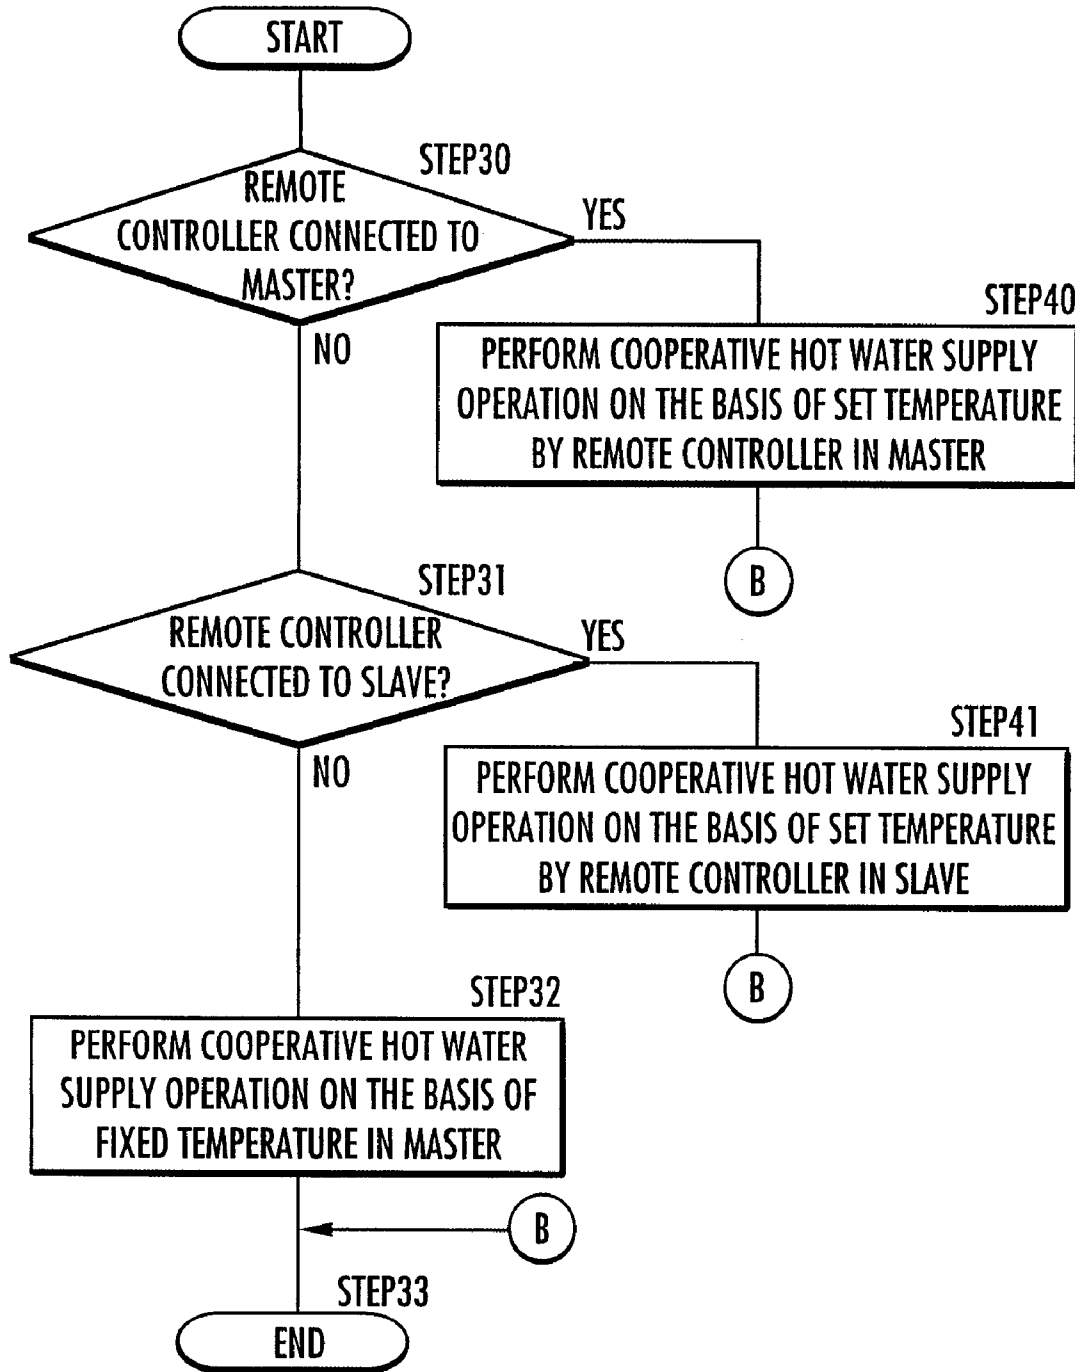 START
STEP30
REMOTE
CONTROLLER CONNECTED TO
MASTER?
YES
NO
STEP40
PERFORM COOPERATIVE HOT WATER SUPPLY
OPERATION ON THE BASIS OF SET TEMPERATURE
BY REMOTE CONTROLLER IN MASTER
B
STEP31
REMOTE CONTROLLER
CONNECTED TO SLAVE?
YES
NO
STEP41
PERFORM COOPERATIVE HOT WATER SUPPLY
OPERATION ON THE BASIS OF SET TEMPERATURE
BY REMOTE CONTROLLER IN SLAVE
B
STEP32
PERFORM COOPERATIVE HOT WATER
SUPPLY OPERATION ON THE BASIS OF
FIXED TEMPERATURE IN MASTER
B
STEP33
END